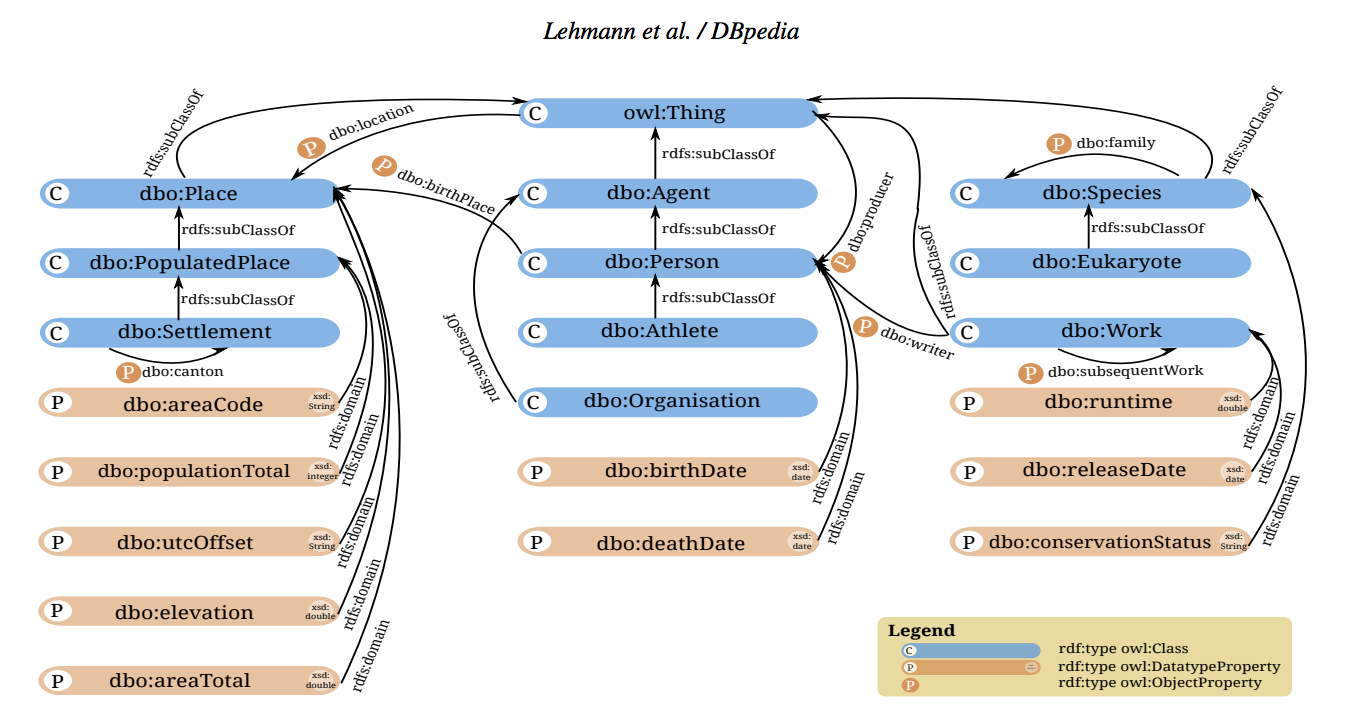 Lehmann et al. / DBpedia
rdfs:subClassOf
P dbo:location
C owl:Thing
rdfs:subClassOf
P dbo:family
rdfs:subClassOf
P dbo:birthPlace
P dbo:producer
C dbo:Place
C dbo:Agent
C dbo:Species
rdfs:subClassOf
rdfs:subClassOf
rdfs:subClassOf
rdfs:subClassOf
C dbo:PopulatedPlace
C dbo:Person
C dbo:Eukaryote
rdfs:subClassOf
rdfs:subClassOf
C dbo:Settlement
C dbo:Athlete
C dbo:Work
P dbo:canton
rdfs:subClassOf
P dbo:writer
P dbo:subsequentWork
P dbo:areaCode xsd:
String
rdfs:domain
C dbo:Organisation
P dbo:runtime xsd:
double
rdfs:domain
P dbo:populationTotal xsd:
integer
rdfs:domain
P dbo:birthDate xsd:
date
rdfs:domain
P dbo:releaseDate xsd:
date
rdfs:domain
P dbo:utcOffset xsd:
String
rdfs:domain
P dbo:deathDate xsd:
date
rdfs:domain
P dbo:conservationStatus xsd:
String
rdfs:domain
P dbo:elevation xsd:
double
rdfs:domain
P dbo:areaTotal xsd:
double
rdfs:domain
Legend
C rdf:type owl:Class
P rdf:type owl:DatatypeProperty
P rdf:type owl:ObjectProperty